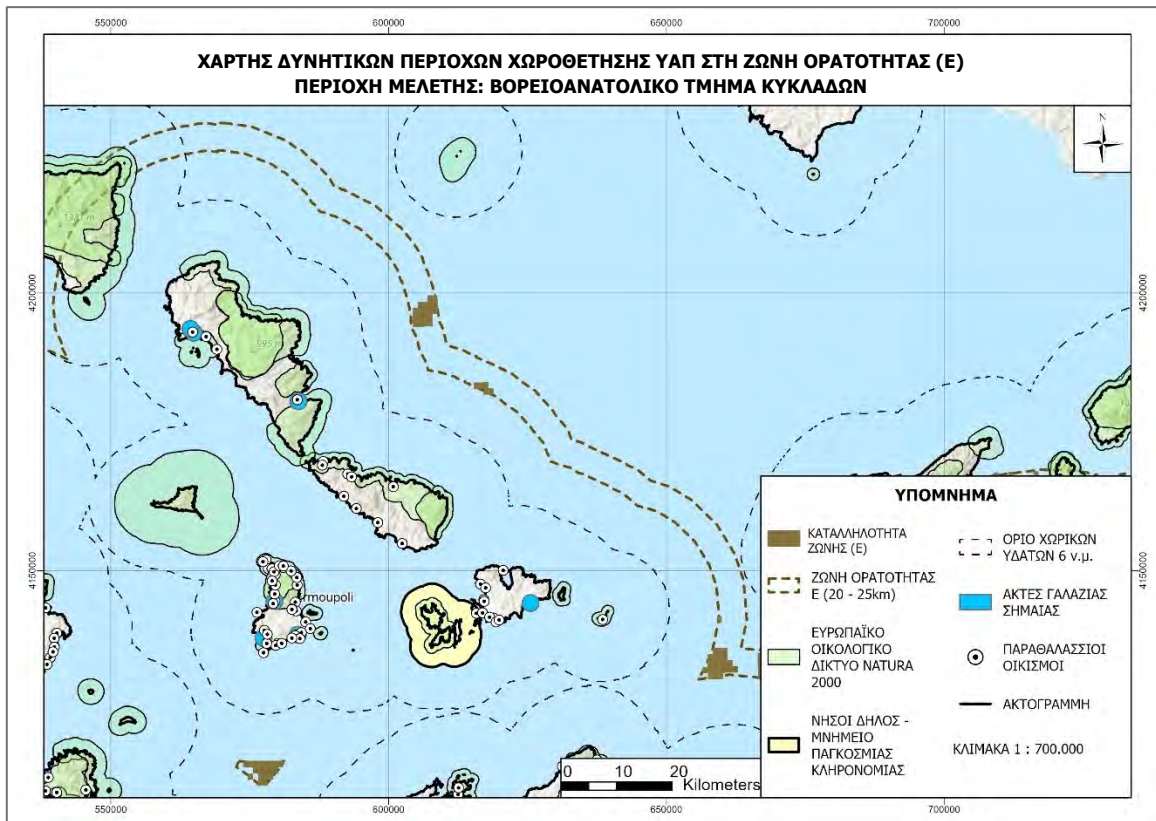 550000
600000
650000
700000
ΧΑΡΤΗΣ ΔΥΝΗΤΙΚΩΝ ΠΕΡΙΟΧΩΝ ΧΩΡΟΘΕΤΗΣΗΣ ΥΑΠ ΣΤΗ ΖΩΝΗ ΟΡΑΤΟΤΗΤΑΣ (Ε)
ΠΕΡΙΟΧΗ ΜΕΛΕΤΗΣ: ΒΟΡΕΙΟΑΝΑΤΟΛΙΚΟ ΤΜΗΜΑ ΚΥΚΛΑΔΩΝ
N
4200000
4200000
595 m
4150000
4150000
rmoupoli
ΥΠΟΜΝΗΜΑ
ΚΑΤΑΛΛΗΛΟΤΗΤΑ
ΖΩΝΗΣ (Ε)
ΖΩΝΗ ΟΡΑΤΟΤΗΤΑΣ
Ε (20 - 25km)
ΕΥΡΩΠΑΪΚΟ
ΟΙΚΟΛΟΓΙΚΟ
ΔΙΚΤΥΟ NATURA
2000
ΝΗΣΟΙ ΔΗΛΟΣ -
ΜΝΗΜΕΙΟ
ΠΑΓΚΟΣΜΙΑΣ
ΚΛΗΡΟΝΟΜΙΑΣ
ΟΡΙΟ ΧΩΡΙΚΩΝ
ΥΔΑΤΩΝ 6 ν.μ.
ΑΚΤΕΣ ΓΑΛΑΖΙΑΣ
ΣΗΜΑΙΑΣ
ΠΑΡΑΘΑΛΑΣΣΙΟΙ
ΟΙΚΙΣΜΟΙ
ΑΚΤΟΓΡΑΜΜΗ
ΚΛΙΜΑΚΑ 1 : 700.000
0 5 10 20
Kilometers
550000
600000
650000
700000